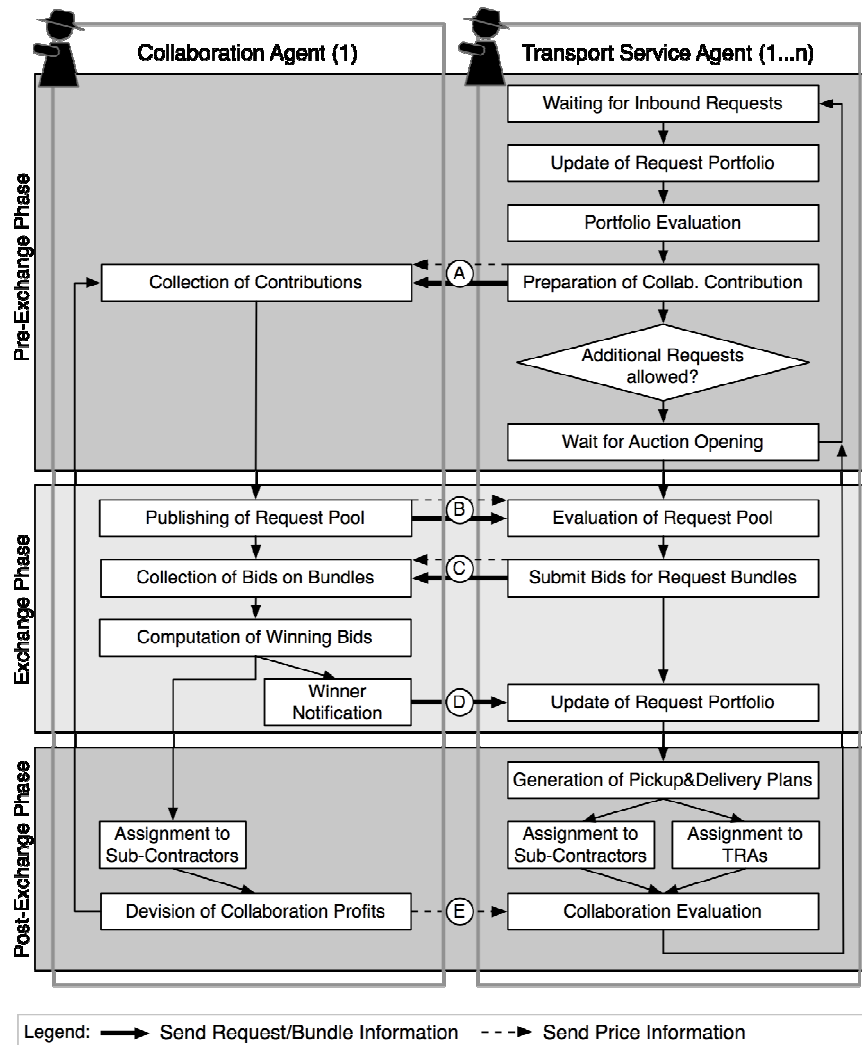 Collaboration Agent (1)
Transport Service Agent (1...n)
Pre-Exchange Phase
Waiting for Inbound Requests
Update of Request Portfolio
Portfolio Evaluation
Collection of Contributions
A
Preparation of Collab. Contribution
Additional Requests
allowed?
Wait for Auction Opening
Exchange Phase
Publishing of Request Pool
B
Evaluation of Request Pool
Collection of Bids on Bundles
C
Submit Bids for Request Bundles
Computation of Winning Bids
Winner
Notification
D
Update of Request Portfolio
Post-Exchange Phase
Generation of Pickup&Delivery Plans
Assignment to
Sub-Contractors
Assignment to
Sub-Contractors
Assignment to
TRAs
Devision of Collaboration Profits
E
Collaboration Evaluation
Legend: Send Request/Bundle Information Send Price Information